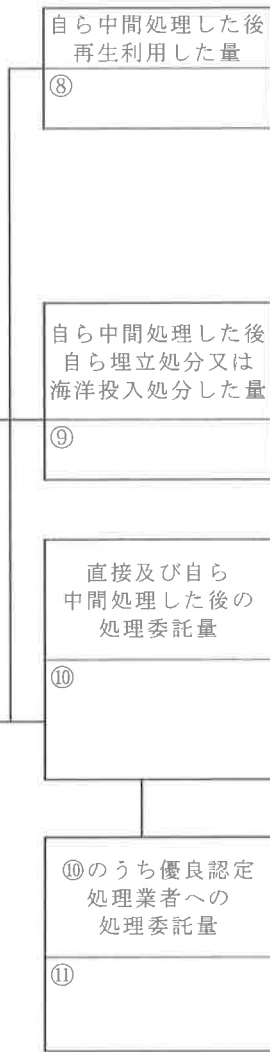 自ら中間処理した後
再生利用した量
⑧
自ら中間処理した後
自ら埋立処分又は
海洋投入処分した量
⑨
直接及び自ら
中間処理した後の
処理委託量
⑩
⑩のうち優良認定
処理業者への
処理委託量
⑪